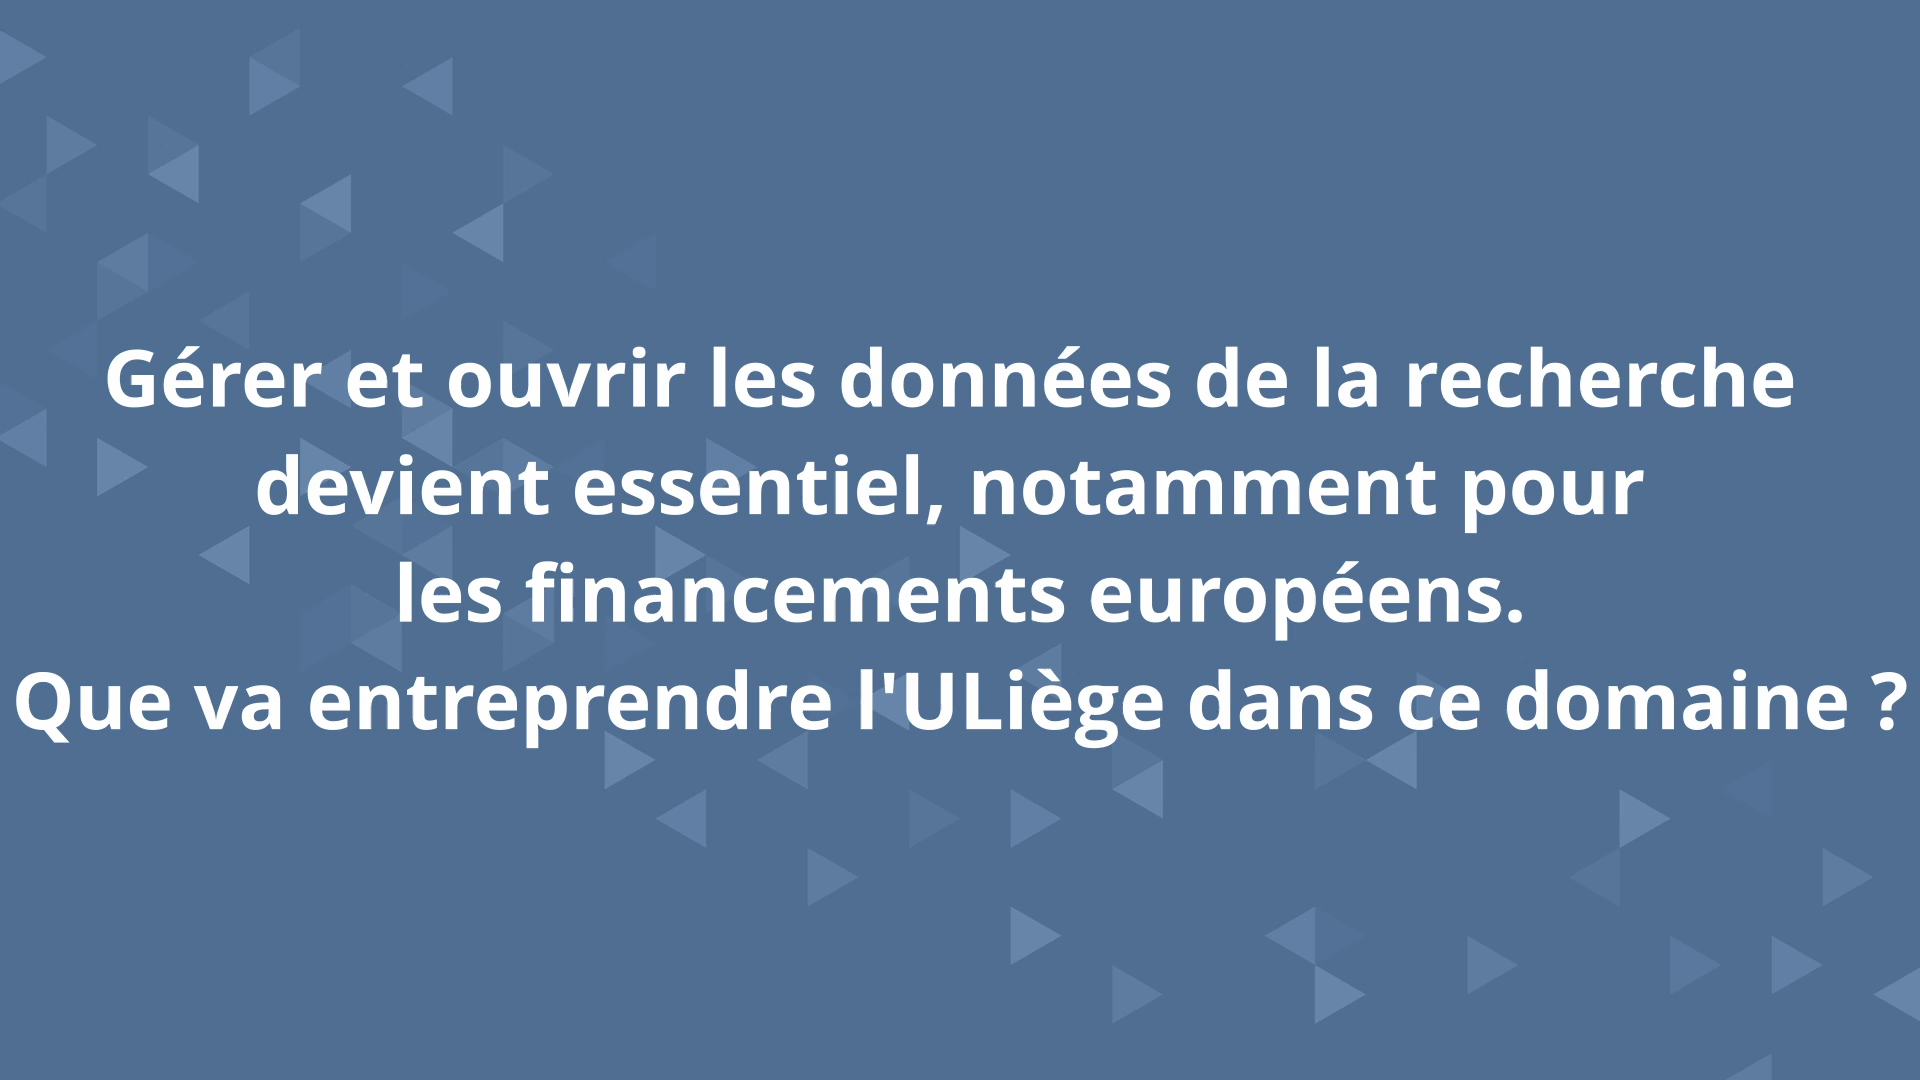 Gérer et ouvrir les données de la recherche
devient essentiel, notamment pour
les financements européens.
Que va entreprendre l'ULiège dans ce domaine ?